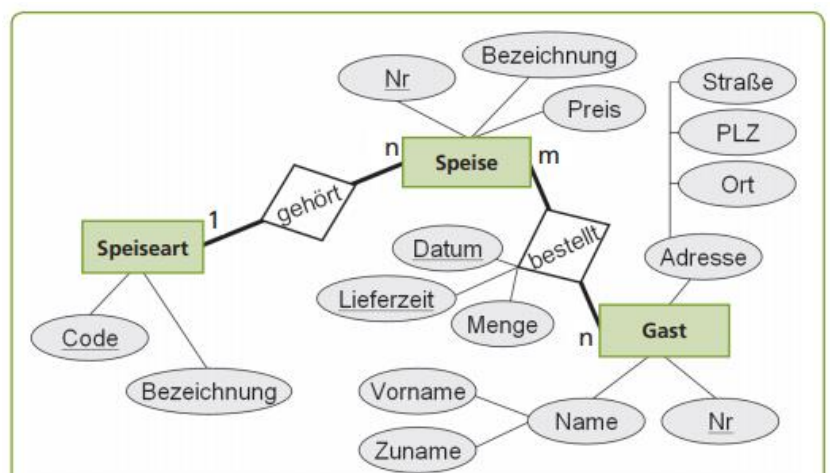 Bezeichnung
Nr
Straße
Preis
PLZ
n
Speise
m
Ort
gehört
1
Speiseart
Datum
bestellt
Adresse
Lieferzeit
Menge
n
Gast
Code
Bezeichnung
Vorname
Name
Nr
Zuname